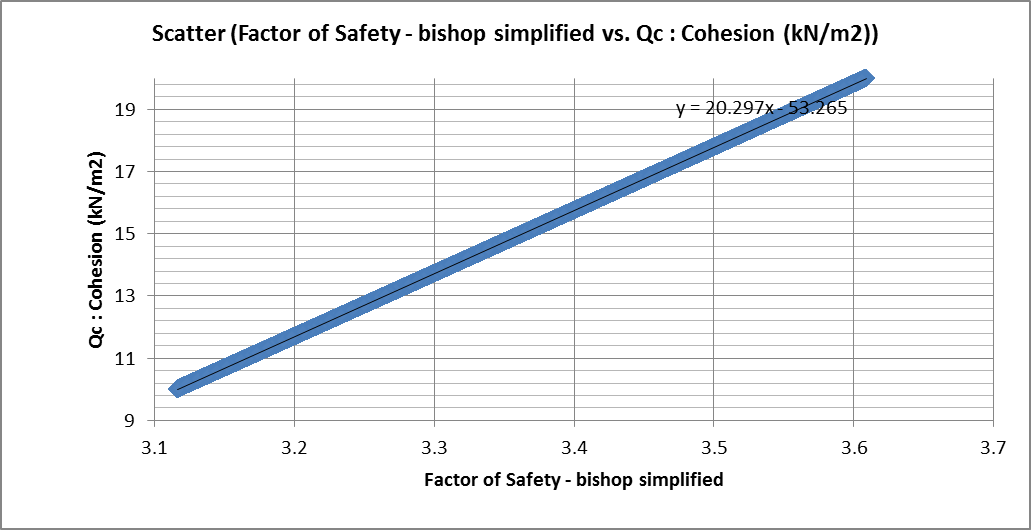 Scatter (Factor of Safety - bishop simplified vs. Qc : Cohesion (kN/m2))
y = 20.297x - 53.265
19
17
15
13
11
9
Qc : Cohesion (kN/m2)
3.1 3.2 3.3 3.4 3.5 3.6 3.7
Factor of Safety - bishop simplified